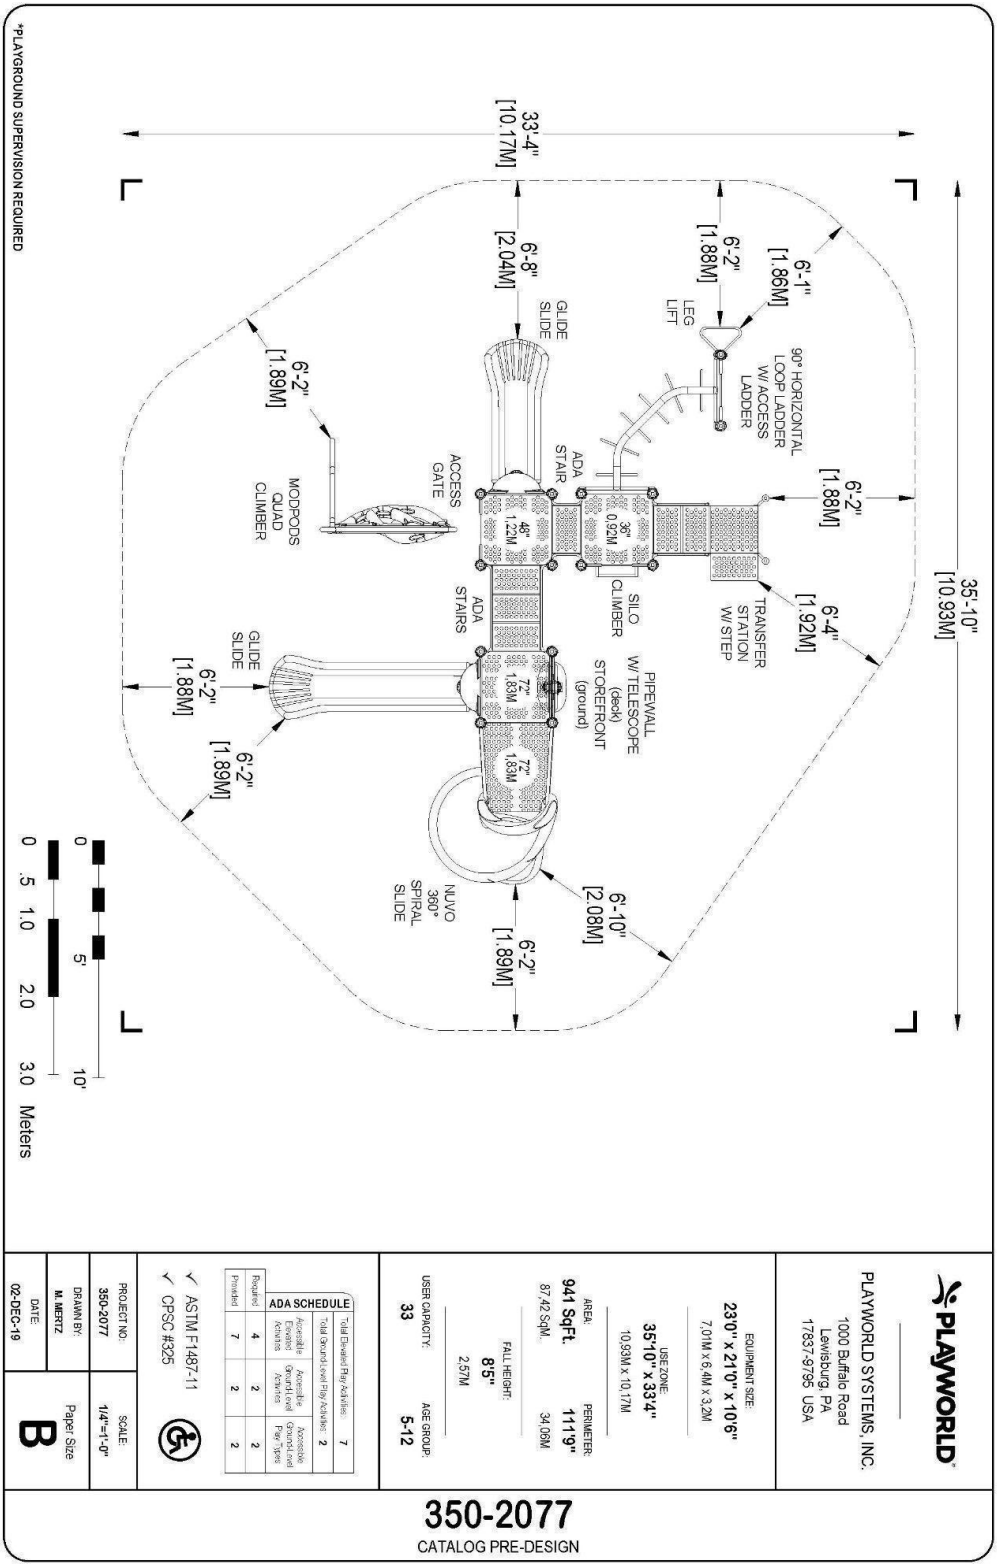 *PLAYGROUND SUPERVISION REQUIRED
33'-4"
[10.17M]
35'-10"
[10.93M]
6'-8"
[2.04M]
6'-2"
[1.88M]
6'-1"
[1.86M]
6'-2"
[1.89M]
GLIDE
SLIDE
LEG
LIFT
90° HORIZONTAL
LOOP LADDER
W/ ACCESS
LADDER
MODPODS
QUAD
CLIMBER
ACCESS
GATE
ADA
STAIR
6'-2"
[1.88M]
48"
1.22M
36"
0,92M
ADA
STAIRS
SILO
CLIMBER
TRANSFER
STATION
W/ STEP
6'-4"
[1.92M]
GLIDE
SLIDE
6'-2"
[1.88M]
72"
1,83M
PIPEWALL
W/ TELESCOPE
(deck)
STOREFRONT
(ground)
6'-2"
[1.89M]
72"
1,83M
NUVO
360°
SPIRAL
SLIDE
6'-2"
[1.89M]
6'-10"
[2.08M]
0 5' 10'
0 .5 1.0 2.0 3.0 Meters
PLAYWORLD®
PLAYWORLD SYSTEMS, INC.
1000 Buffalo Road
Lewisburg, PA
17837-9795 USA
EQUIPMENT SIZE:
23'0" x 21'0" x 10'6"
7,01M x 6,4M x 3,2M
USE ZONE:
35'10" x 33'4"
10,93M x 10,17M
AREA: PERIMETER:
941 SqFt. 111'9"
87,42 SqM. 34,06M
FALL HEIGHT:
8'5"
2,57M
USER CAPACITY: AGE GROUP:
33 5-12
ADA SCHEDULE
Total Elevated Play Activities: 7
Total Ground-Level Play Activities: 2
Accessible Elevated Activities
Accessible Ground-Level Activities
Accessible Ground-Level Play Types
Required 4 2 2
Provided 7 2 2
✓ ASTM F1487-11
✓ CPSC #325
PROJECT NO: SCALE:
350-2077 1/4"=1'-0"
DRAWN BY:
M. MERTZ
Paper Size
B
DATE:
02-DEC-19
350-2077
CATALOG PRE-DESIGN